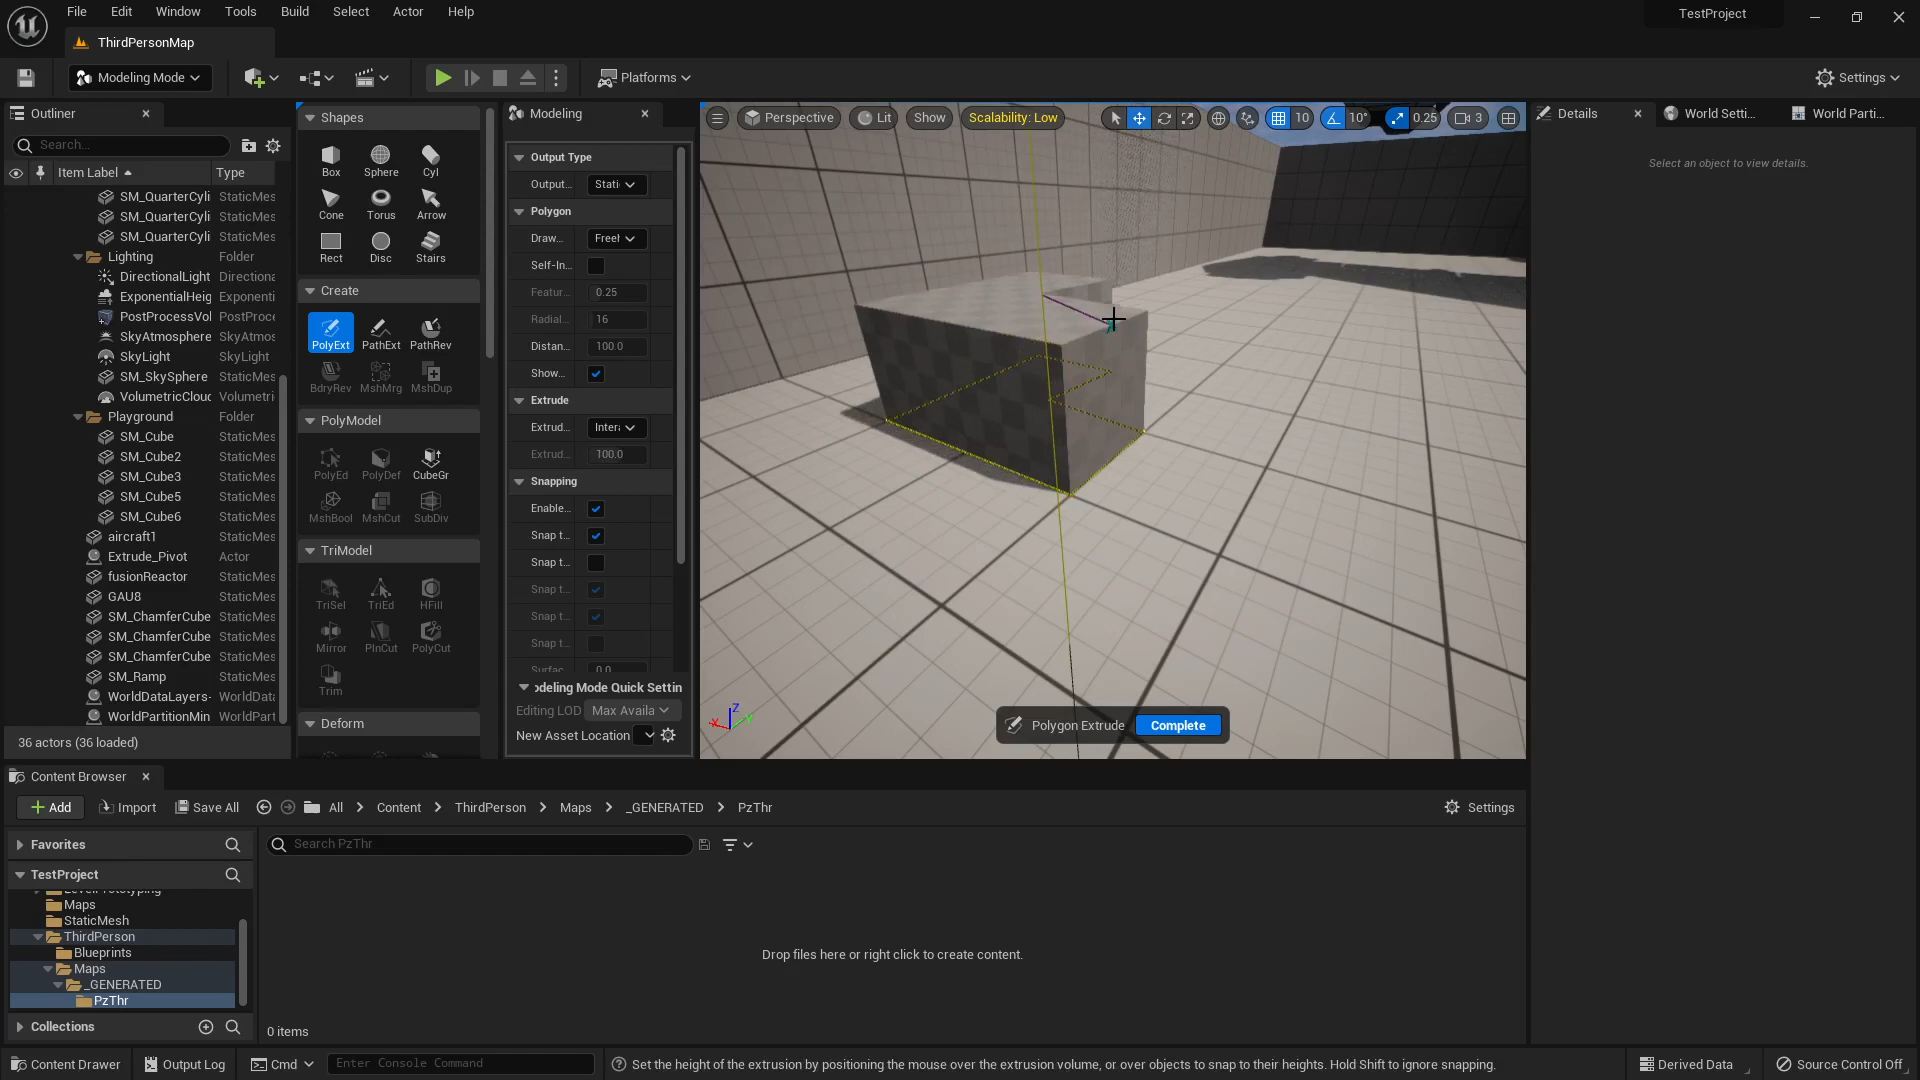 File Edit Window Tools Build Select Actor Help
TestProject
ThirdPersonMap
Modeling Mode
Platforms
Settings
Outliner
Search...
Item Label Type
SM_QuarterCyli StaticMes
SM_QuarterCyli StaticMes
SM_QuarterCyli StaticMes
Lighting Folder
DirectionalLight Directiona
ExponentialHeig Exponenti
PostProcessVol PostProce
SkyAtmosphere SkyAtmos
SkyLight SkyLight
SM_SkySphere StaticMes
VolumetricClouc Volumetri
Playground Folder
SM_Cube StaticMes
SM_Cube2 StaticMes
SM_Cube3 StaticMes
SM_Cube5 StaticMes
SM_Cube6 StaticMes
aircraft1 StaticMes
Extrude_Pivot Actor
fusionReactor StaticMes
GAU8 StaticMes
SM_ChamferCube StaticMes
SM_ChamferCube StaticMes
SM_ChamferCube StaticMes
SM_Ramp StaticMes
WorldDataLayers- WorldData
WorldPartitionMin WorldPart
36 actors (36 loaded)
Shapes
Box Sphere Cyl
Cone Torus Arrow
Rect Disc Stairs
Create
PolyExt PathExt PathRev
BdryRev MshMrg MshDup
PolyModel
PolyEd PolyDef CubeGr
MshBool MshCut SubDiv
TriModel
TriSel TriEd HFill
Mirror PlnCut PolyCut
Trim
Deform
Modeling
Output Type
Output... Stati
Polygon
Draw... Freel
Self-In...
Featur... 0.25
Radial... 16
Distan... 100.0
Show...
Extrude
Extrud... Intera
Extrud... 100.0
Snapping
Enable...
Snap t...
Snap t...
Snap t...
Snap t...
Snap t...
Surfac... 0.0
odeling Mode Quick Settin
Editing LOD Max Availa
New Asset Location
Perspective Lit Show Scalability: Low 10 10° 0.25 3
X Y Z
Polygon Extrude Complete
Details World Setti... World Parti...
Select an object to view details.
Content Browser
Add Import Save All All Content ThirdPerson Maps _GENERATED PzThr Settings
Favorites
Search PzThr
TestProject
LevelPrototyping
Maps
StaticMesh
ThirdPerson
Blueprints
Maps
_GENERATED
PzThr
Collections
Drop files here or right click to create content.
0 items
Content Drawer Output Log Cmd Enter Console Command Set the height of the extrusion by positioning the mouse over the extrusion volume, or over objects to snap to their heights. Hold Shift to ignore snapping. Derived Data Source Control Off